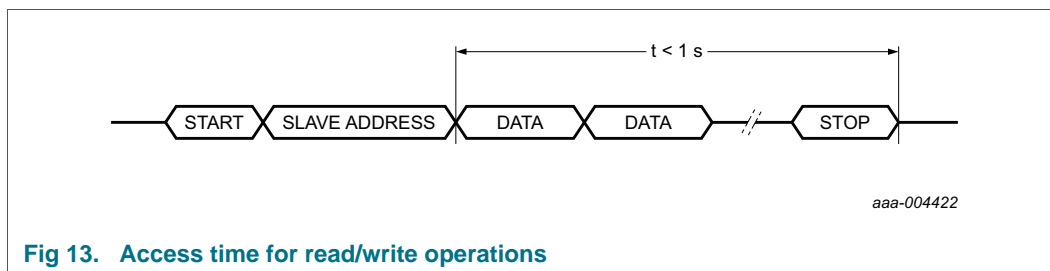 t < 1 s
START SLAVE ADDRESS DATA DATA STOP
aaa-004422
Fig 13. Access time for read/write operations